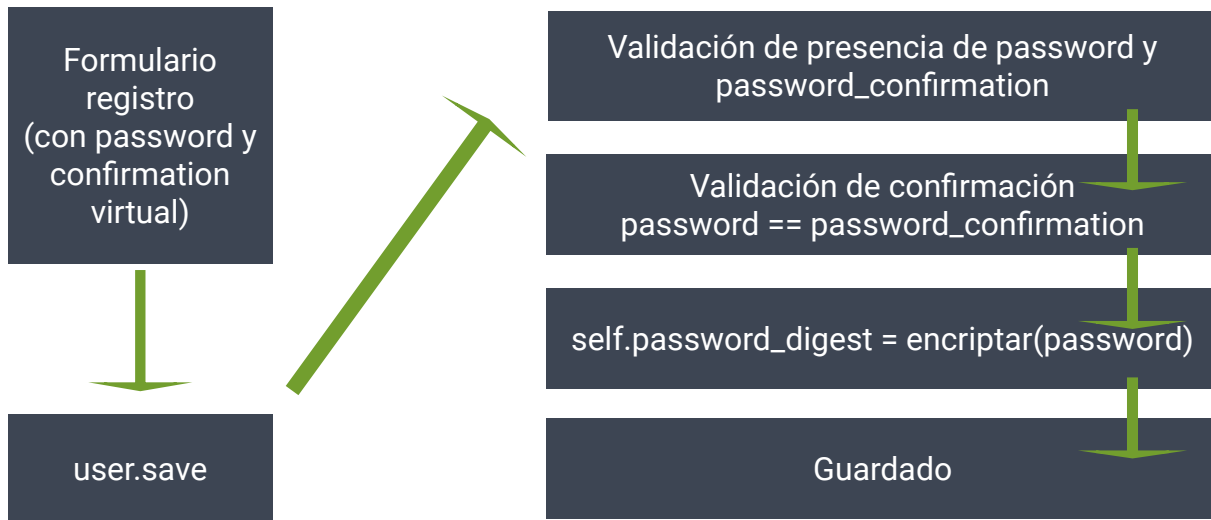 Formulario
registro
(con password y
confirmation
virtual)
user.save
Validación de presencia de password y
password_confirmation
Validación de confirmación
password == password_confirmation
self.password_digest = encriptar(password)
Guardado